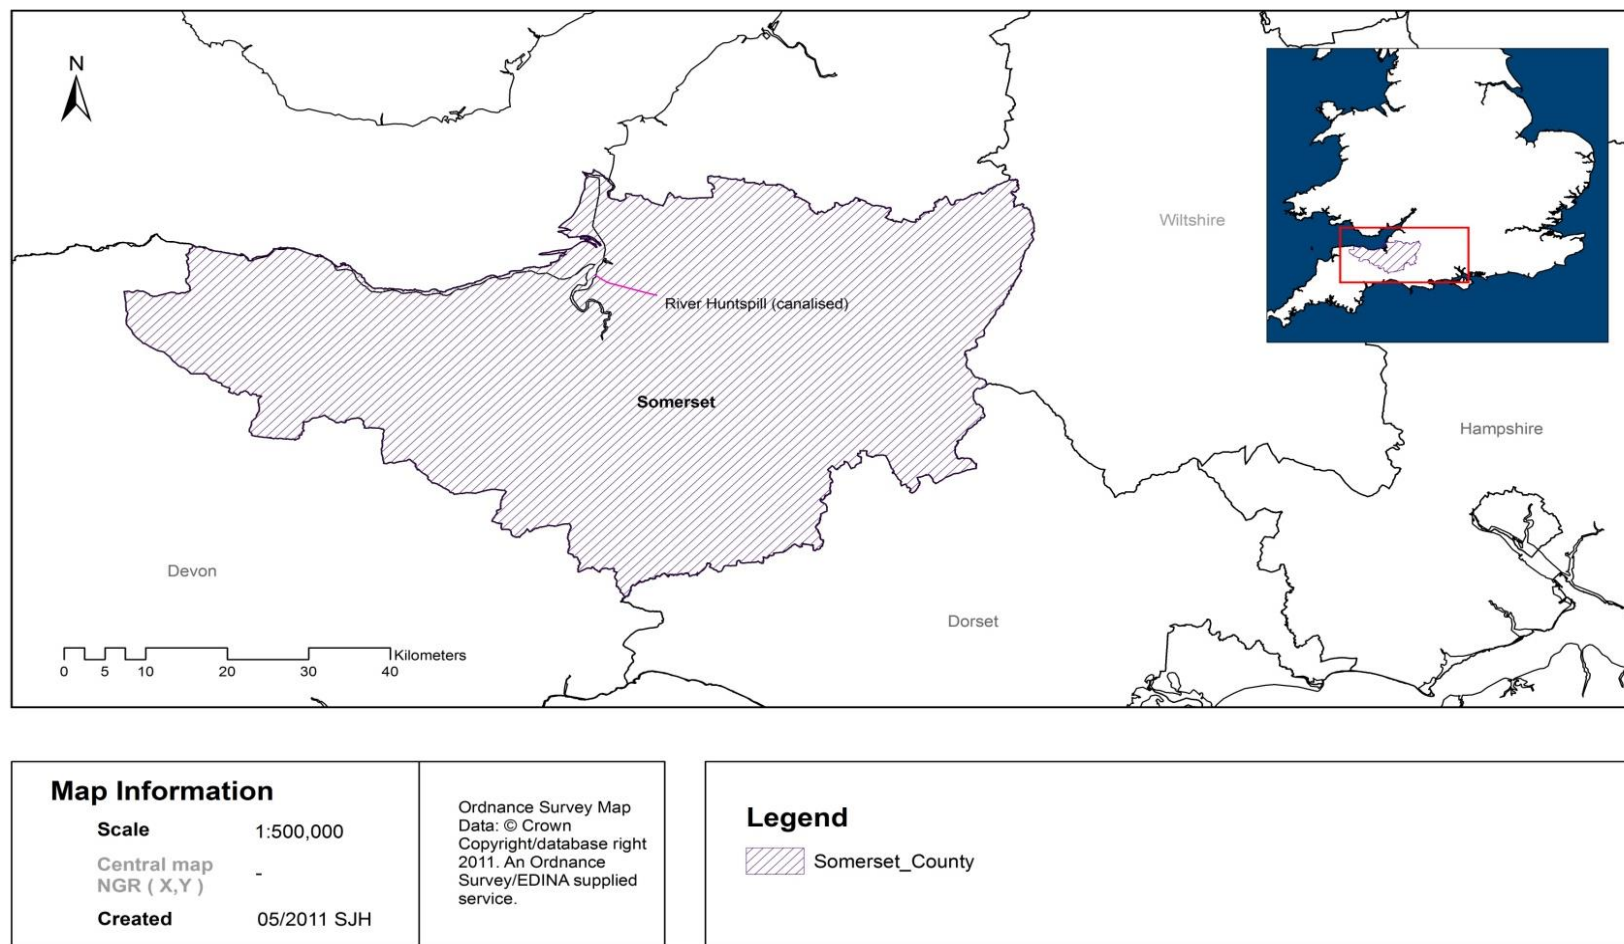 N
Wiltshire
River Huntspill (canalised)
Somerset
Hampshire
Devon
Dorset
Kilometers
0 5 10 20 30 40
Map Information
Scale 1:500,000
Central map
NGR ( X,Y ) -
Created 05/2011 SJH
Ordnance Survey Map
Data: © Crown
Copyright/database right
2011. An Ordnance
Survey/EDINA supplied
service.
Legend
Somerset_County